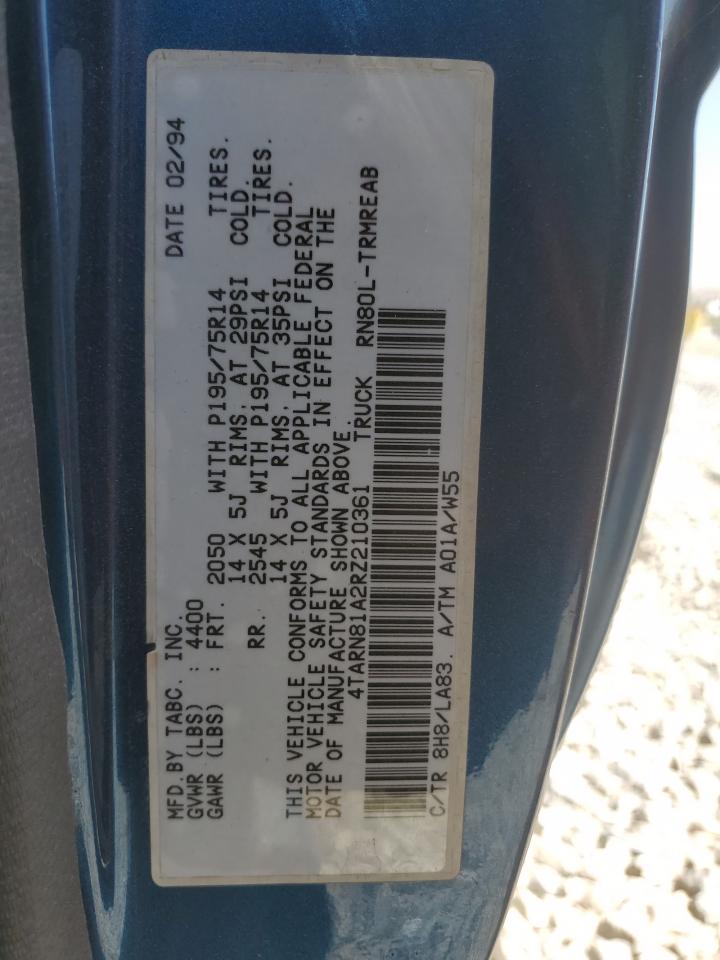 MFD.BY TABC. INC. DATE 02/94
GVWR (LBS) : 4400
GAWR (LBS) : FRT. 2050 WITH P195/75R14 TIRES.
14 X 5J RIMS, AT 29PSI COLD.
RR. 2545 WITH P195/75R14 TIRES.
14 X 5J RIMS, AT 35PSI COLD.
THIS VEHICLE CONFORMS TO ALL APPLICABLE FEDERAL
MOTOR VEHICLE SAFETY STANDARDS IN EFFECT ON THE
DATE OF MANUFACTURE SHOWN ABOVE.
4TARN81A2RZ210361 TRUCK RN80L-TRMREAB
C/TR 8H8/LA83. A/TM A01A/W55